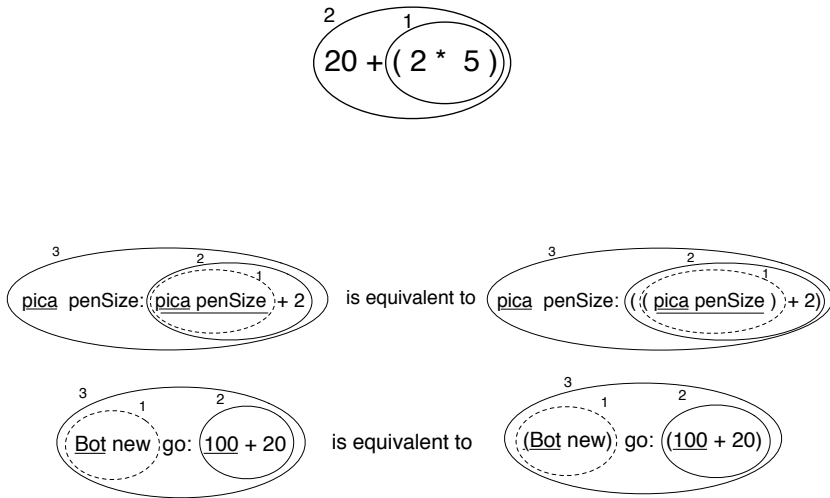 2
1
20 + ( 2 * 5 )
3
2
1
pica penSize: pica penSize + 2
is equivalent to
3
2
1
pica penSize: ( ( pica penSize ) + 2)
3
1
2
Bot new go: 100 + 20
is equivalent to
3
1
2
(Bot new) go: (100 + 20)